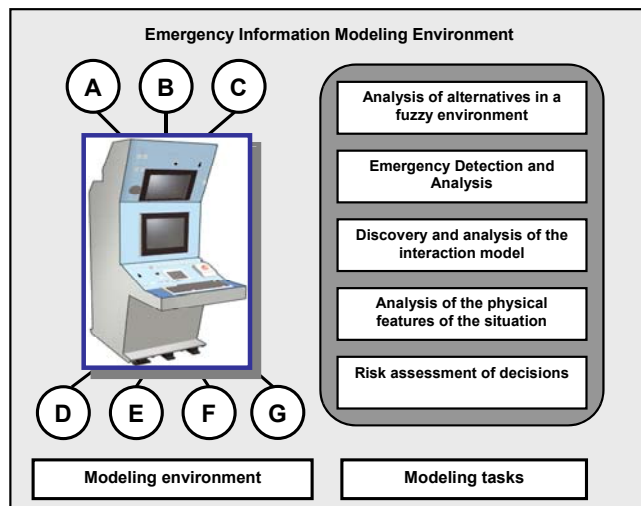 Emergency Information Modeling Environment
A
B
C
D
E
F
G
Modeling environment
Analysis of alternatives in a
fuzzy environment
Emergency Detection and
Analysis
Discovery and analysis of the
interaction model
Analysis of the physical
features of the situation
Risk assessment of decisions
Modeling tasks